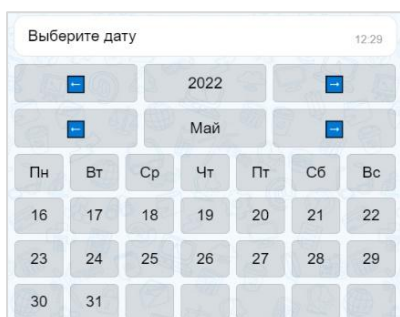 Выберите дату
12:29
← 2022 →
← Май →
Пн Вт Ср Чт Пт Сб Вс
16 17 18 19 20 21 22
23 24 25 26 27 28 29
30 31